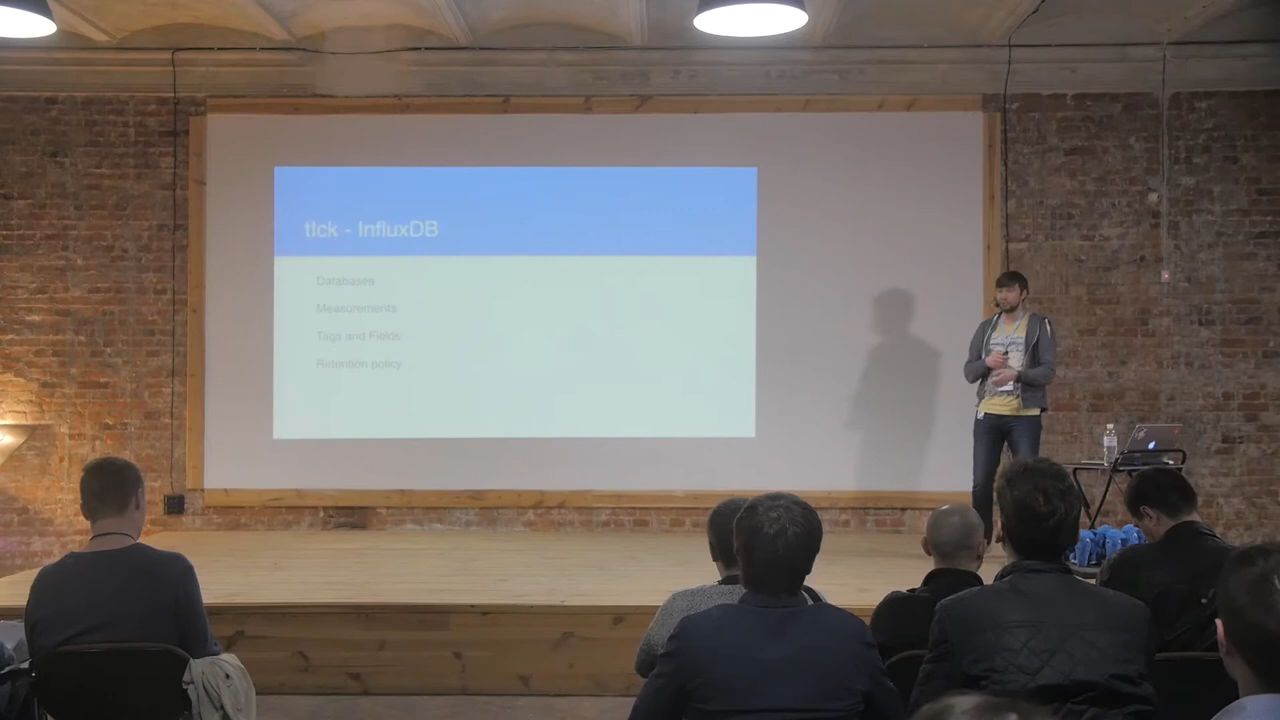 tIck - InfluxDB
Databases
Measurements
Tags and Fields
Retention policy